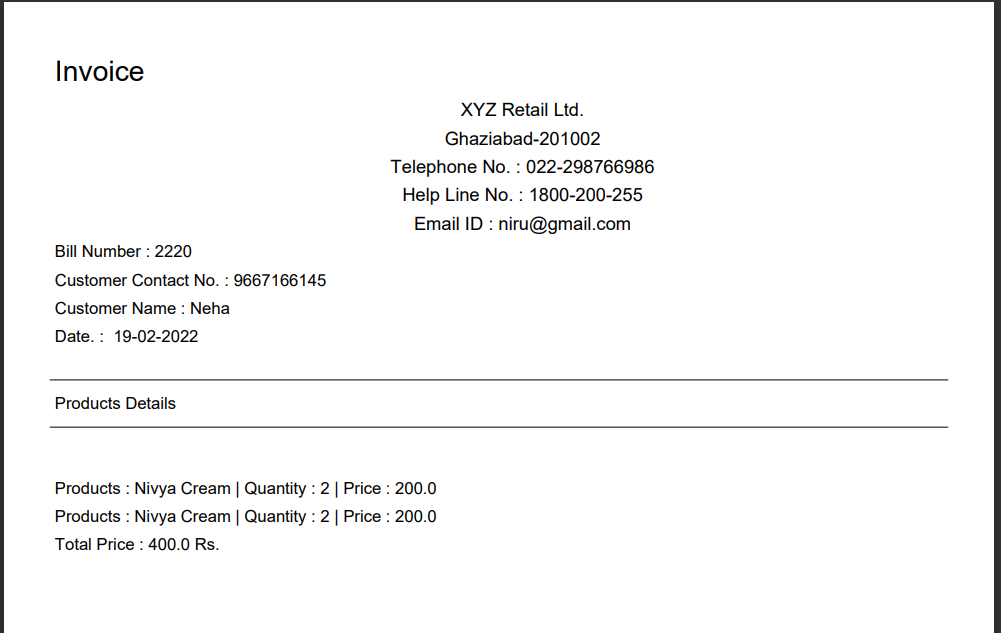 Invoice
XYZ Retail Ltd.
Ghaziabad-201002
Telephone No. : 022-298766986
Help Line No. : 1800-200-255
Email ID : niru@gmail.com
Bill Number : 2220
Customer Contact No. : 9667166145
Customer Name : Neha
Date. :  19-02-2022
Products Details
Products : Nivya Cream | Quantity : 2 | Price : 200.0
Products : Nivya Cream | Quantity : 2 | Price : 200.0
Total Price : 400.0 Rs.